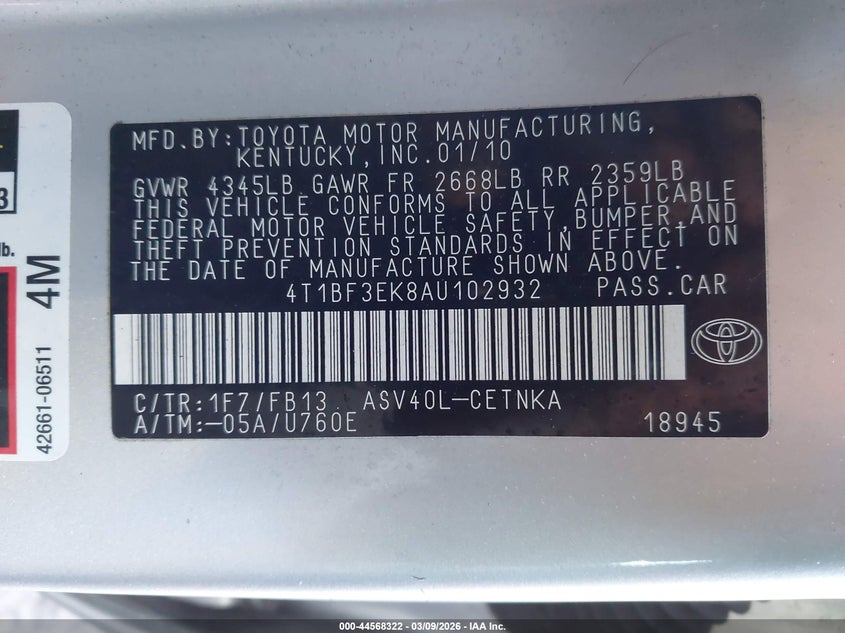 MFD.BY:TOYOTA MOTOR MANUFACTURING,
KENTUCKY,INC.01/10
GVWR 4345LB GAWR FR 2668LB RR 2359LB
THIS VEHICLE CONFORMS TO ALL APPLICABLE
FEDERAL MOTOR VEHICLE SAFETY,BUMPER,AND
THEFT PREVENTION STANDARDS IN EFFECT ON
THE DATE OF MANUFACTURE SHOWN ABOVE.
4T1BF3EK8AU102932 PASS.CAR
C/TR:1F7/FB13 ASV40L-CETNKA
A/TM:-05A/U760E 18945
3
lb.
4M
42661-06511
000-44568322 | 03/09/2026 | IAA Inc.